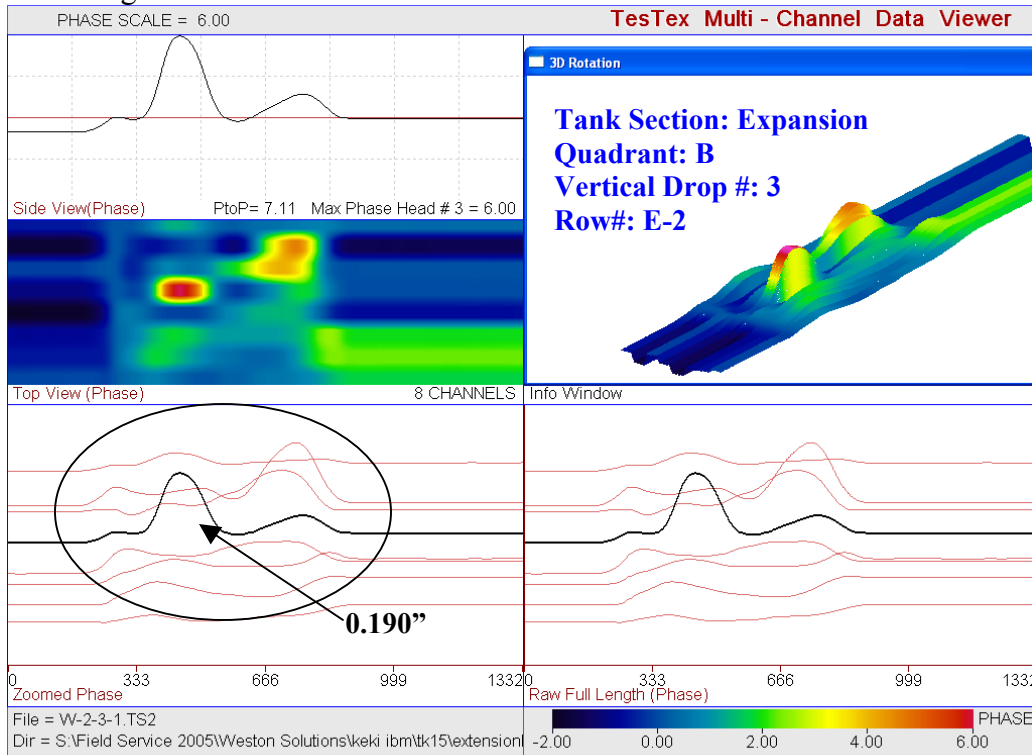 PHASE SCALE = 6.00
TesTex Multi - Channel Data Viewer
3D Rotation
Tank Section: Expansion
Quadrant: B
Vertical Drop #: 3
Row#: E-2
Side View(Phase) PtoP= 7.11 Max Phase Head # 3 = 6.00
Top View (Phase) 8 CHANNELS
Info Window
0.190”
0 333 666 999 1332
Zoomed Phase
0 333 666 999 1332
Raw Full Length (Phase)
File = W-2-3-1.TS2
Dir = S:\Field Service 2005\Weston Solutions\keki ibm\tk15\extension
PHASE
-2.00 0.00 2.00 4.00 6.00